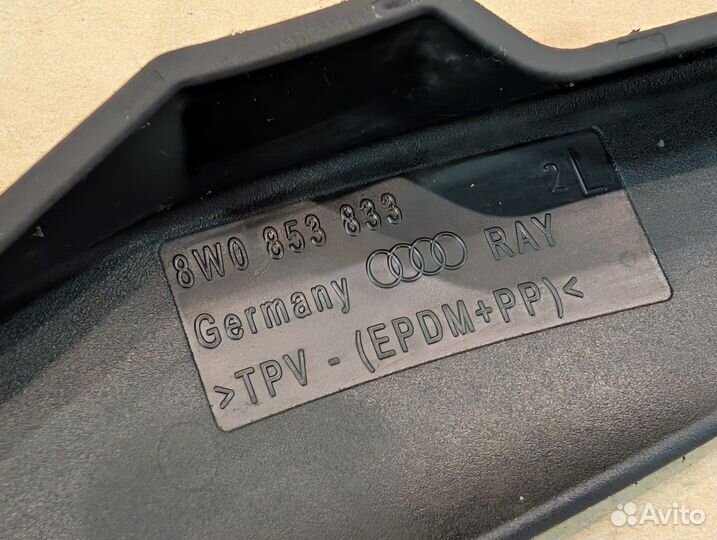 2 L
8W0 853 833
Germany RAY
>TPV - (EPDM+PP)<
Avito